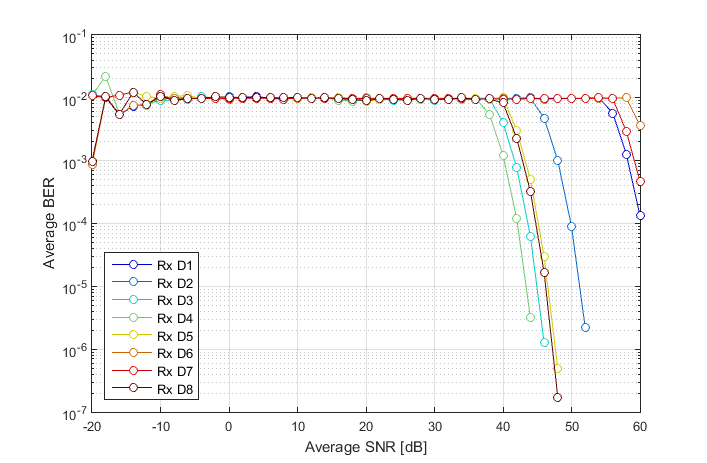 10^-1
10^-2
10^-3
10^-4
10^-5
10^-6
10^-7
Average BER
Rx D1
Rx D2
Rx D3
Rx D4
Rx D5
Rx D6
Rx D7
Rx D8
-20 -10 0 10 20 30 40 50 60
Average SNR [dB]